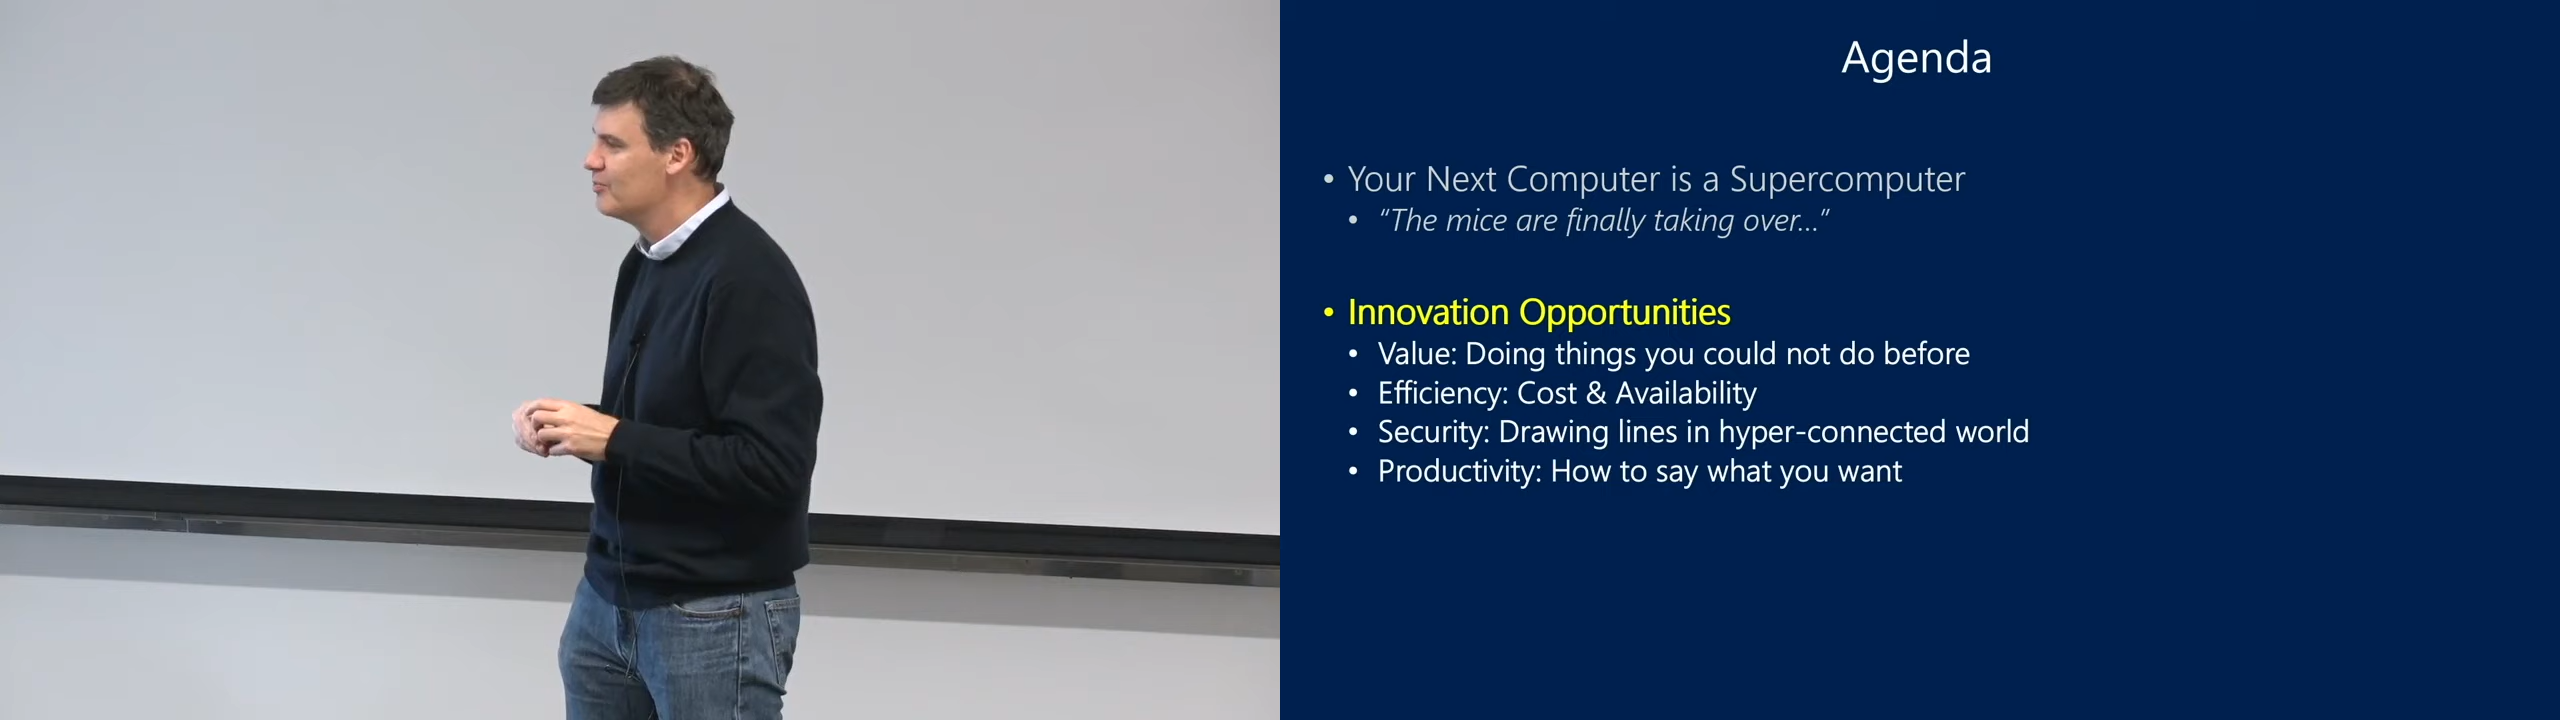 Agenda
• Your Next Computer is a Supercomputer
• “The mice are finally taking over...”
• Innovation Opportunities
• Value: Doing things you could not do before
• Efficiency: Cost & Availability
• Security: Drawing lines in hyper-connected world
• Productivity: How to say what you want